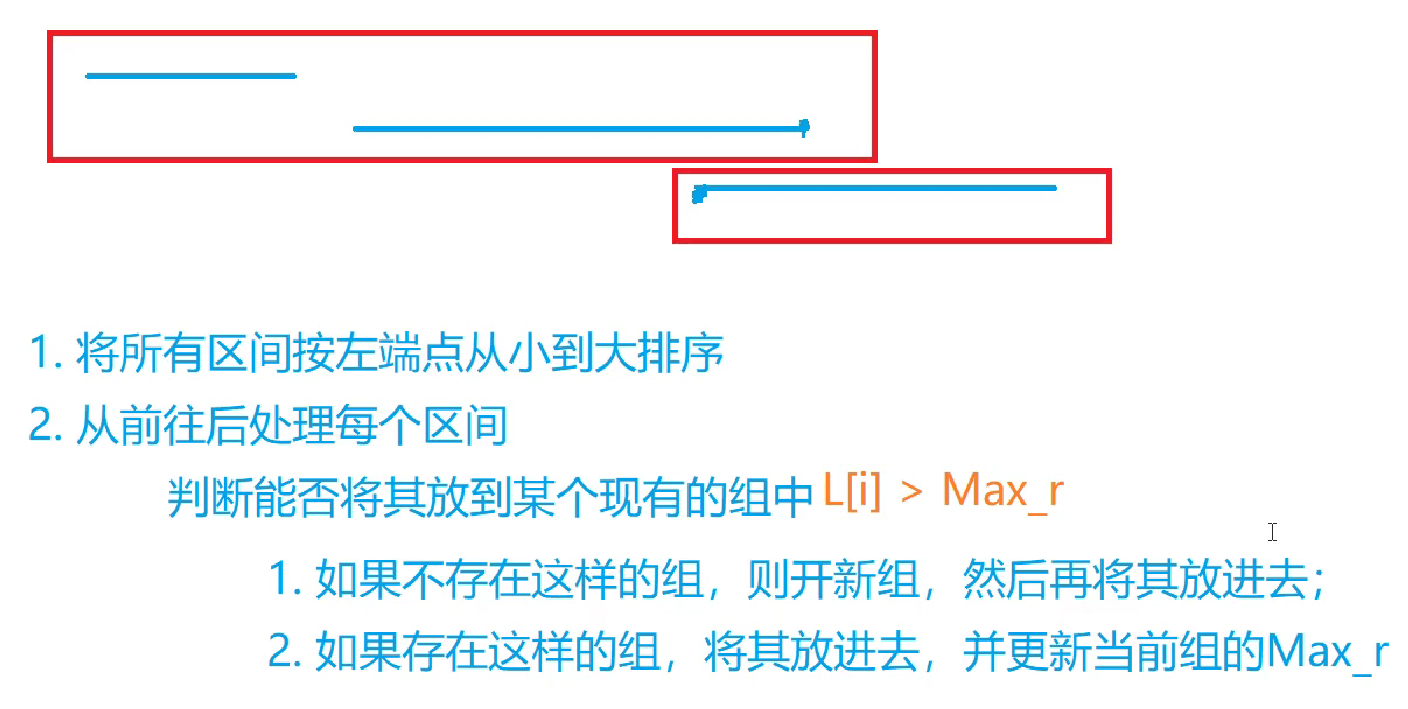 1. 将所有区间按左端点从小到大排序
2. 从前往后处理每个区间
判断能否将其放到某个现有的组中 L[i] > Max_r
1. 如果不存在这样的组，则开新组，然后再将其放进去；
2. 如果存在这样的组，将其放进去，并更新当前组的Max_r